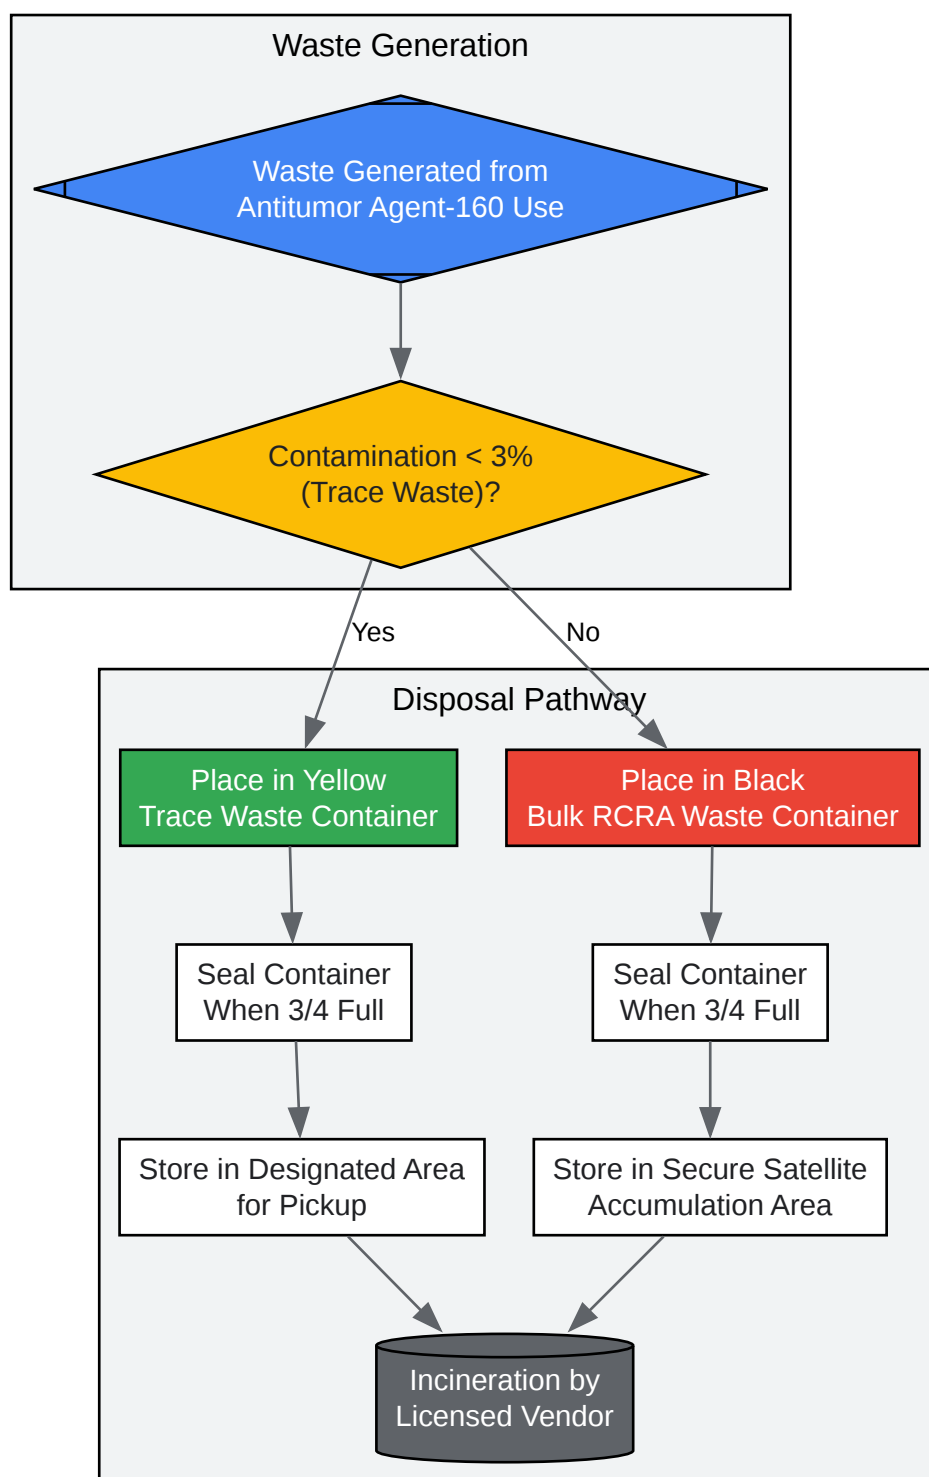 Waste Generation
Waste Generated from
Antitumor Agent-160 Use
Contamination < 3%
(Trace Waste)?
Yes
No
Disposal Pathway
Place in Yellow
Trace Waste Container
Place in Black
Bulk RCRA Waste Container
Seal Container
When 3/4 Full
Seal Container
When 3/4 Full
Store in Designated Area
for Pickup
Store in Secure Satellite
Accumulation Area
Incineration by
Licensed Vendor